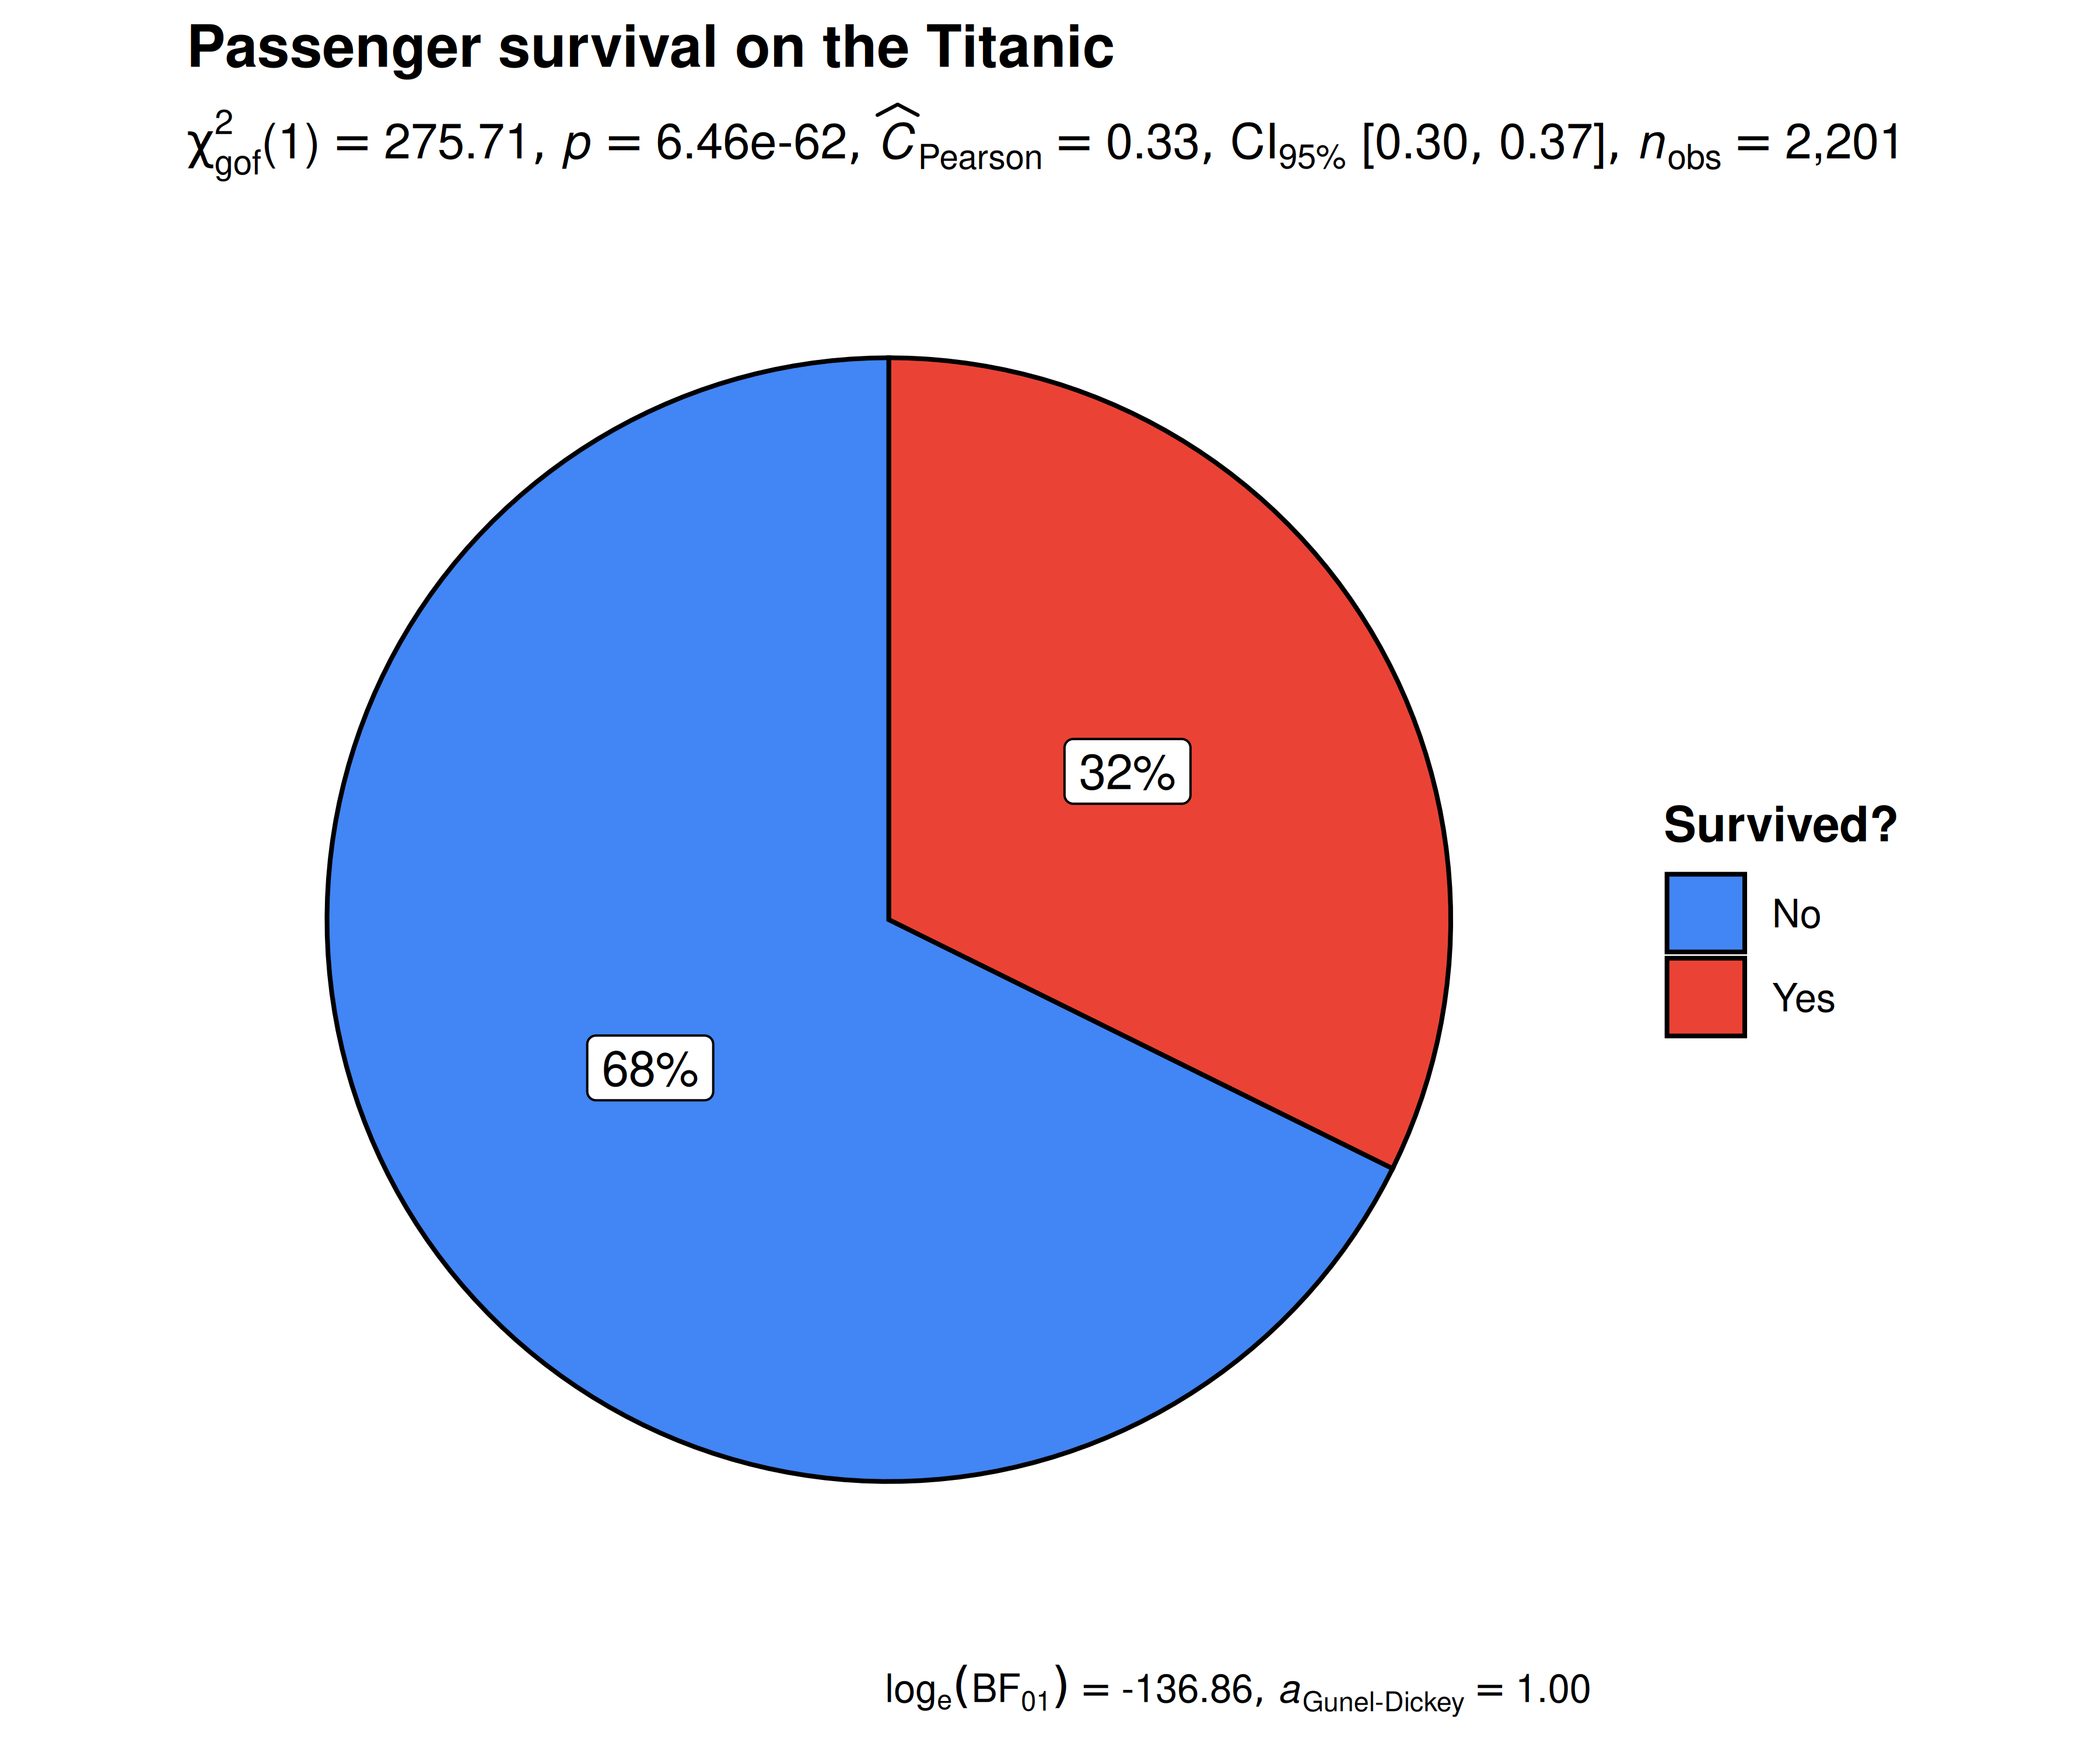 Passenger survival on the Titanic
χ²gof(1) = 275.71, p = 6.46e-62, ĈPearson = 0.33, CI95% [0.30, 0.37], nobs = 2,201
32%
68%
Survived?
No
Yes
loge(BF01) = -136.86, aGunel-Dickey = 1.00